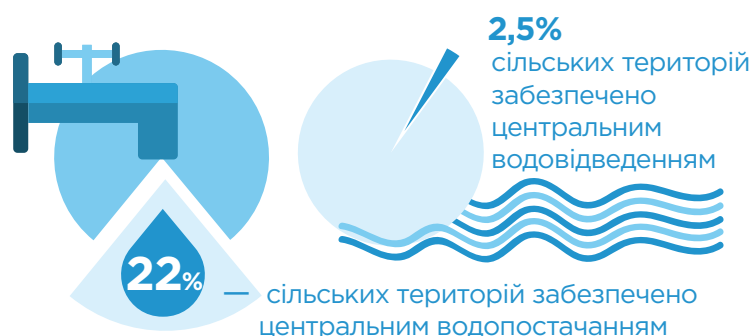 2,5%
сільських територій
забезпечено
центральним
водовідведенням
22%
— сільських територій забезпечено
центральним водопостачанням